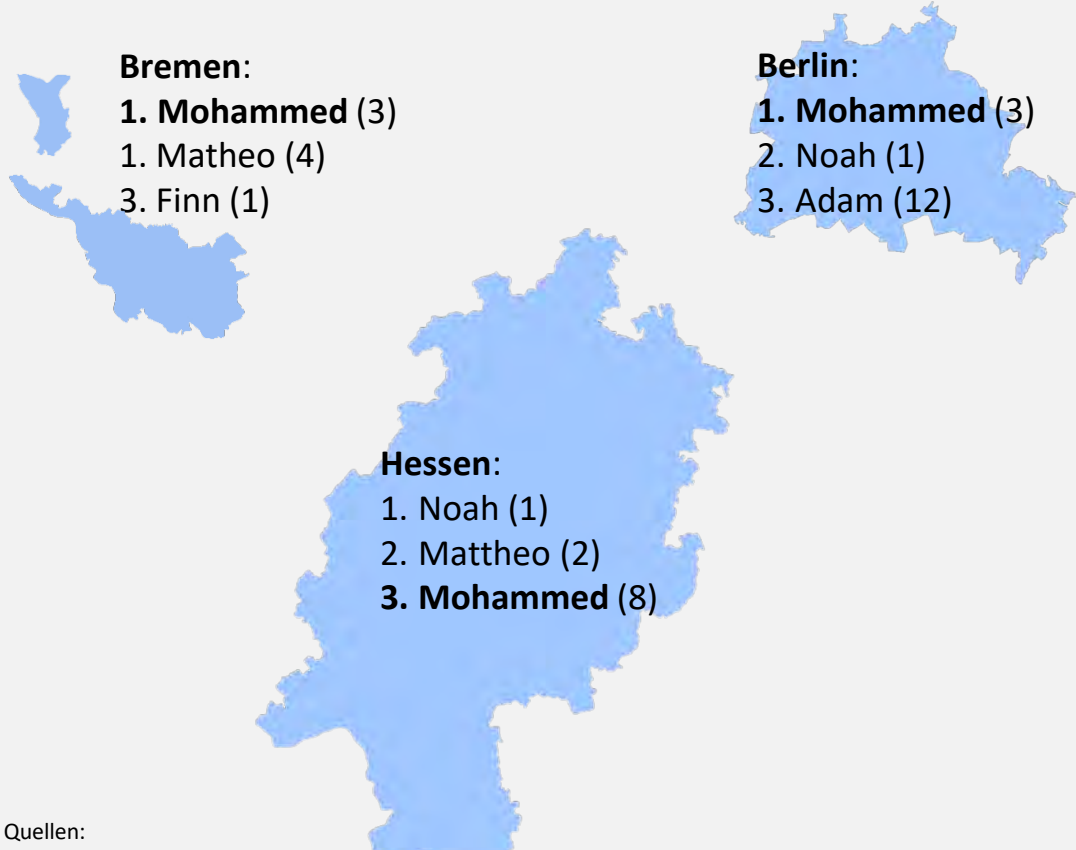 Bremen:
1. Mohammed (3)
1. Matheo (4)
3. Finn (1)
Berlin:
1. Mohammed (3)
2. Noah (1)
3. Adam (12)
Hessen:
1. Noah (1)
2. Mattheo (2)
3. Mohammed (8)
Quellen: